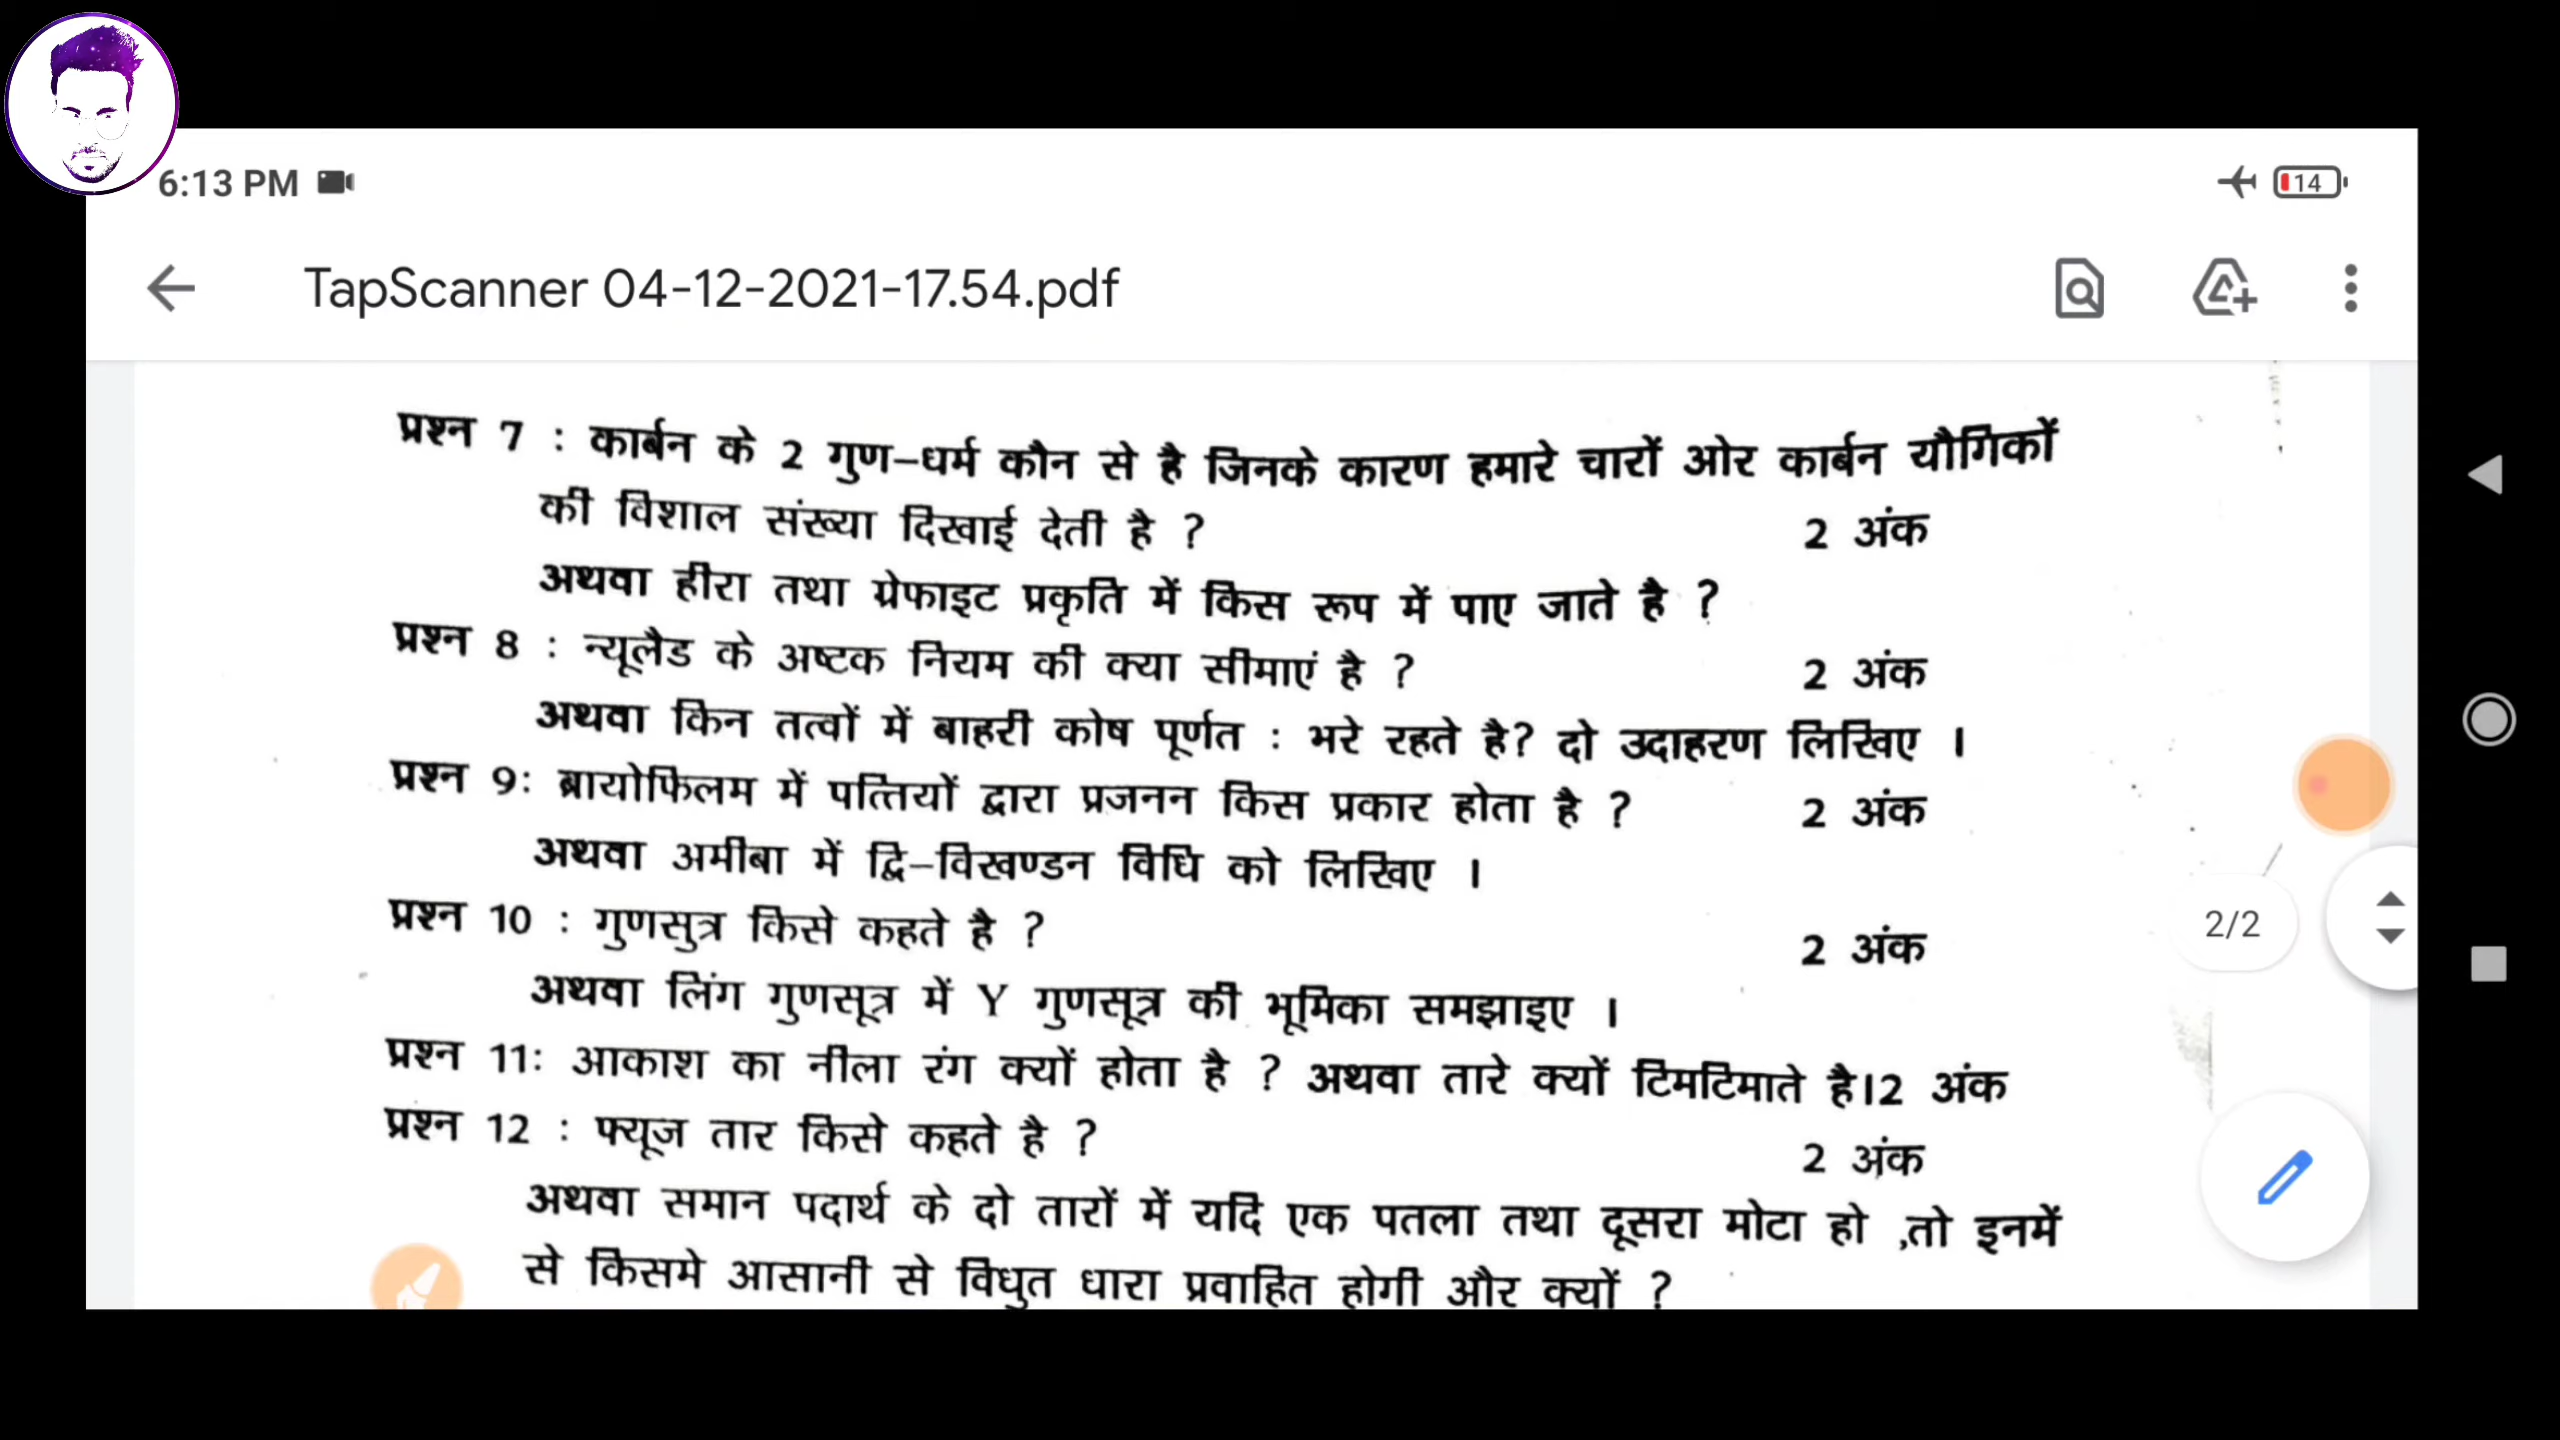 6:13 PM
14
TapScanner 04-12-2021-17.54.pdf
प्रश्न 7 : कार्बन के 2 गुण-धर्म कौन से है जिनके कारण हमारे चारों ओर कार्बन यौगिकों
की विशाल संख्या दिखाई देती है ? 2 अंक
अथवा हीरा तथा ग्रेफाइट प्रकृति में किस रूप में पाए जाते है ?
प्रश्न 8 : न्यूलैड के अष्टक नियम की क्या सीमाएं है ? 2 अंक
अथवा किन तत्वों में बाहरी कोष पूर्णत : भरे रहते है? दो उदाहरण लिखिए ।
प्रश्न 9: ब्रायोफिलम में पत्तियों द्वारा प्रजनन किस प्रकार होता है ? 2 अंक
अथवा अमीबा में द्वि-विखण्डन विधि को लिखिए ।
प्रश्न 10 : गुणसुत्र किसे कहते है ? 2 अंक
अथवा लिंग गुणसूत्र में Y गुणसूत्र की भूमिका समझाइए ।
प्रश्न 11: आकाश का नीला रंग क्यों होता है ? अथवा तारे क्यों टिमटिमाते है।2 अंक
प्रश्न 12 : फ्यूज तार किसे कहते है ? 2 अंक
अथवा समान पदार्थ के दो तारों में यदि एक पतला तथा दूसरा मोटा हो ,तो इनमें
से किसमे आसानी से विधुत धारा प्रवाहित होगी और क्यों ?
2/2